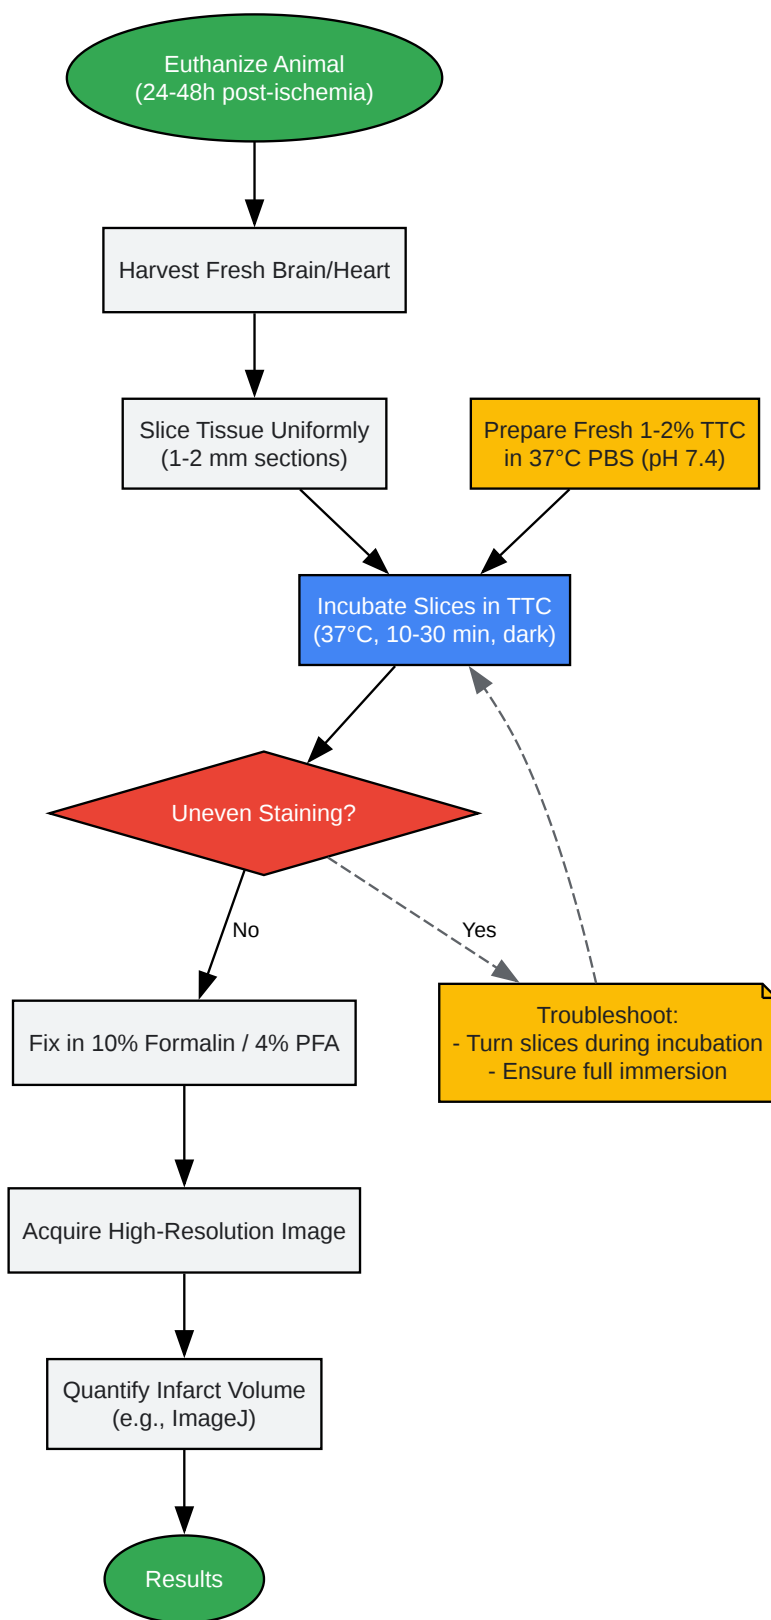 Euthanize Animal
(24-48h post-ischemia)
Harvest Fresh Brain/Heart
Slice Tissue Uniformly
(1-2 mm sections)
Prepare Fresh 1-2% TTC
in 37°C PBS (pH 7.4)
Incubate Slices in TTC
(37°C, 10-30 min, dark)
Uneven Staining?
No
Yes
Fix in 10% Formalin / 4% PFA
Troubleshoot:
- Turn slices during incubation
- Ensure full immersion
Acquire High-Resolution Image
Quantify Infarct Volume
(e.g., ImageJ)
Results